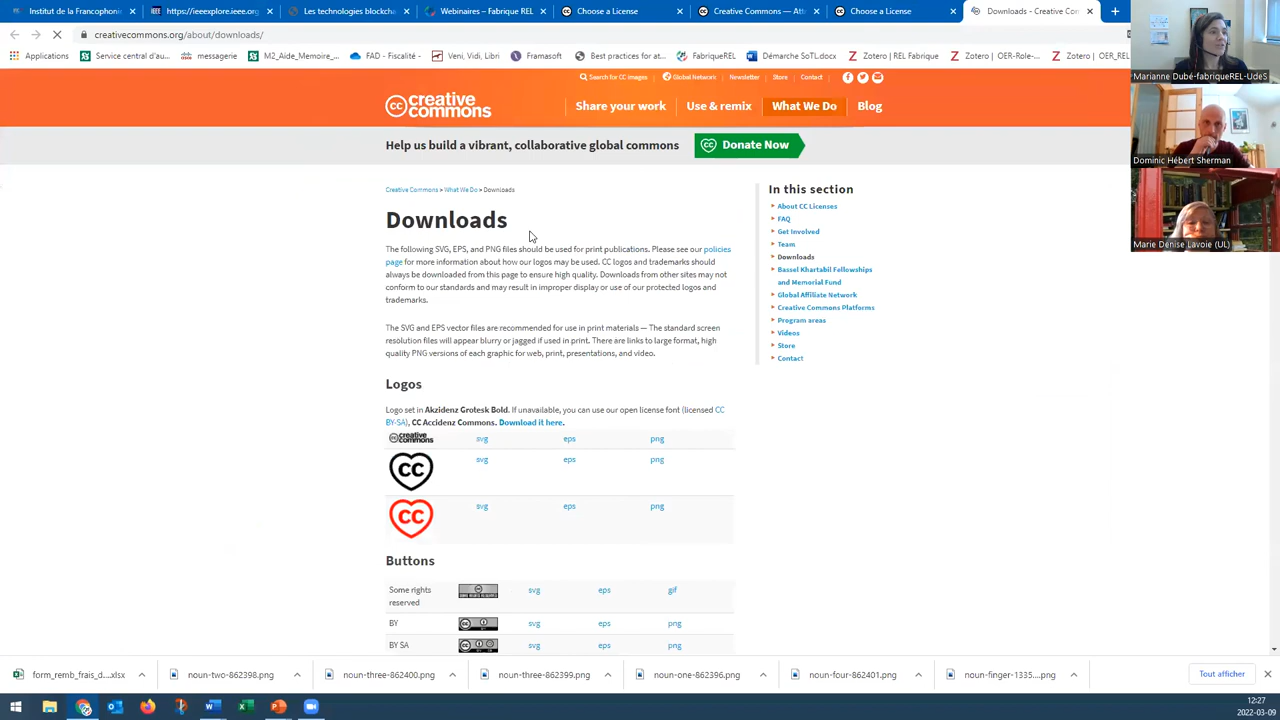 Institut de la Francophonie
https://ieeexplore.ieee.org
Les technologies blockcha
Webinaires – Fabrique REL
Choose a License
Creative Commons — Att
Choose a License
Downloads - Creative Con
creativecommons.org/about/downloads/
Applications
Service central d'au...
messagerie
M2_Aide_Memoire_...
FAD – Fiscalité -
Veni, Vidi, Libri
Framasoft
Best practices for at...
FabriqueREL
Démarche SoTL.docx
Zotero | REL Fabrique
Zotero | OER-Role-...
Zotero | OER_REL
Marianne Dubé-fabriqueREL-UdeS
Dominic Hébert Sherman
Marie Denise Lavoie (UL)
Search for CC images
Global Network
Newsletter
Store
Contact
creative commons
Share your work
Use & remix
What We Do
Blog
Help us build a vibrant, collaborative global commons
Donate Now
Creative Commons > What We Do > Downloads
Downloads
The following SVG, EPS, and PNG files should be used for print publications. Please see our policies
page for more information about how our logos may be used. CC logos and trademarks should
always be downloaded from this page to ensure high quality. Downloads from other sites may not
conform to our standards and may result in improper display or use of our protected logos and
trademarks.
The SVG and EPS vector files are recommended for use in print materials — The standard screen
resolution files will appear blurry or jagged if used in print. There are links to large format, high
quality PNG versions of each graphic for web, print, presentations, and video.
In this section
About CC Licenses
FAQ
Get Involved
Team
Downloads
Bassel Khartabil Fellowships
and Memorial Fund
Global Affiliate Network
Creative Commons Platforms
Program areas
Videos
Store
Contact
Logos
Logo set in Akzidenz Grotesk Bold. If unavailable, you can use our open license font (licensed CC
BY-SA), CC Accidenz Commons. Download it here.
creative commons svg eps png
CC svg eps png
CC svg eps png
Buttons
Some rights
reserved
SOME RIGHTS RESERVED
svg eps gif
BY svg eps png
BY SA svg eps png
form_remb_frais_d....xlsx
noun-two-862398.png
noun-three-862400.png
noun-three-862399.png
noun-one-862396.png
noun-four-862401.png
noun-finger-1335....png
Tout afficher
12:27
2022-03-09